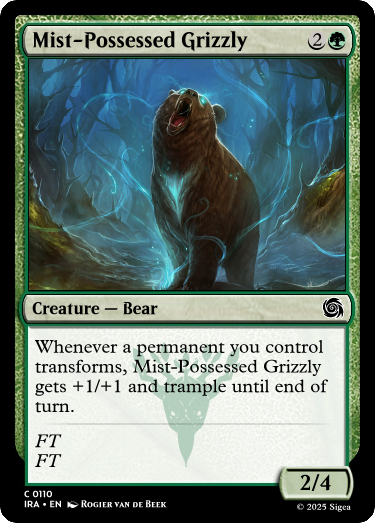 Mist-Possessed Grizzly 2
Creature — Bear
Whenever a permanent you control
transforms, Mist-Possessed Grizzly
gets +1/+1 and trample until end of
turn.
FT
FT
2/4
C 0110
IRA • EN Rogier van de Beek
© 2025 Sigea